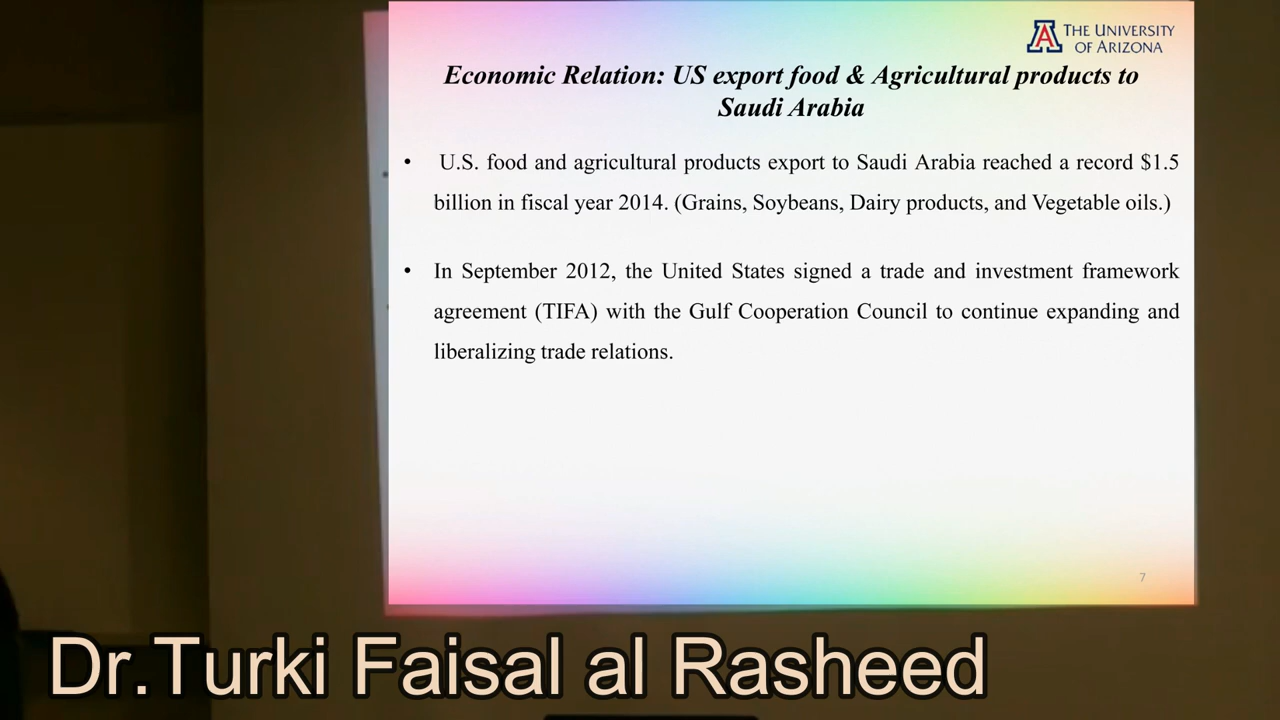 THE UNIVERSITY
OF ARIZONA
Economic Relation: US export food & Agricultural products to
Saudi Arabia
• U.S. food and agricultural products export to Saudi Arabia reached a record $1.5
billion in fiscal year 2014. (Grains, Soybeans, Dairy products, and Vegetable oils.)
• In September 2012, the United States signed a trade and investment framework
agreement (TIFA) with the Gulf Cooperation Council to continue expanding and
liberalizing trade relations.
7
Dr.Turki Faisal al Rasheed